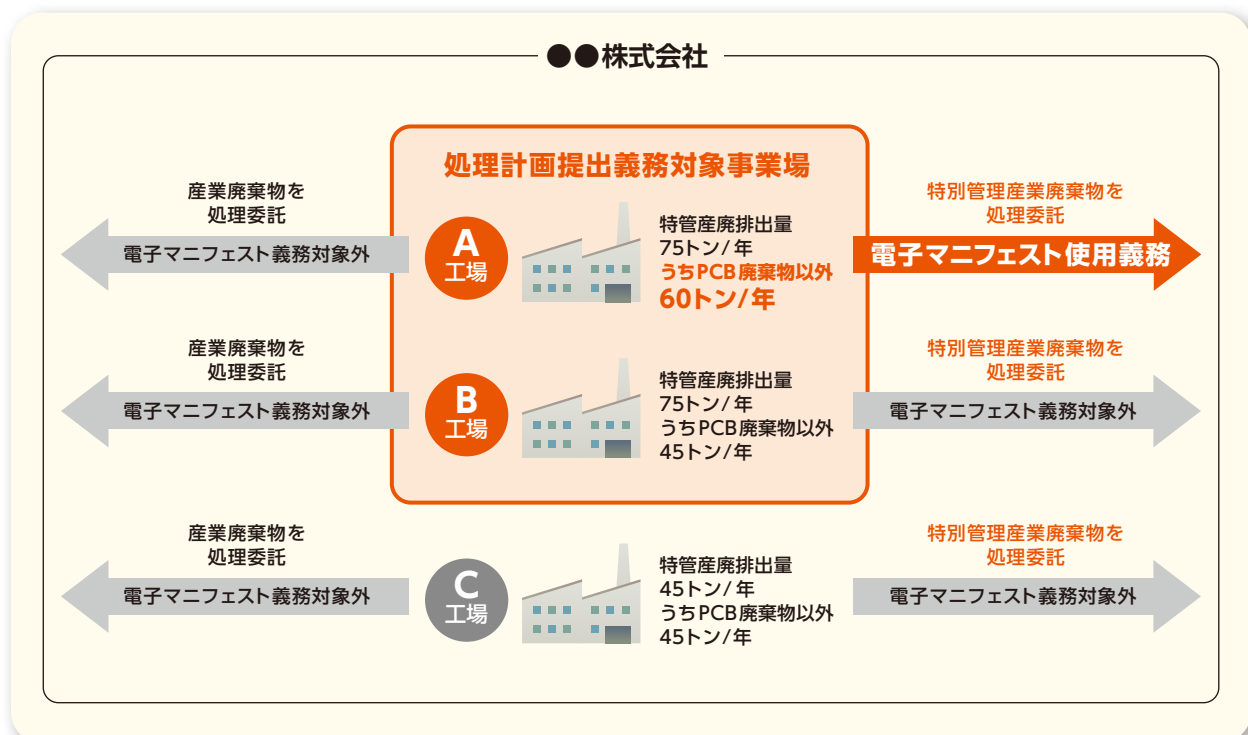 ●●株式会社
処理計画提出義務対象事業場
産業廃棄物を
処理委託
電子マニフェスト義務対象外
A
工場
特管産廃排出量
75トン/年
うちPCB廃棄物以外
60トン/年
特別管理産業廃棄物を
処理委託
電子マニフェスト使用義務
産業廃棄物を
処理委託
電子マニフェスト義務対象外
B
工場
特管産廃排出量
75トン/年
うちPCB廃棄物以外
45トン/年
特別管理産業廃棄物を
処理委託
電子マニフェスト義務対象外
産業廃棄物を
処理委託
電子マニフェスト義務対象外
C
工場
特管産廃排出量
45トン/年
うちPCB廃棄物以外
45トン/年
特別管理産業廃棄物を
処理委託
電子マニフェスト義務対象外